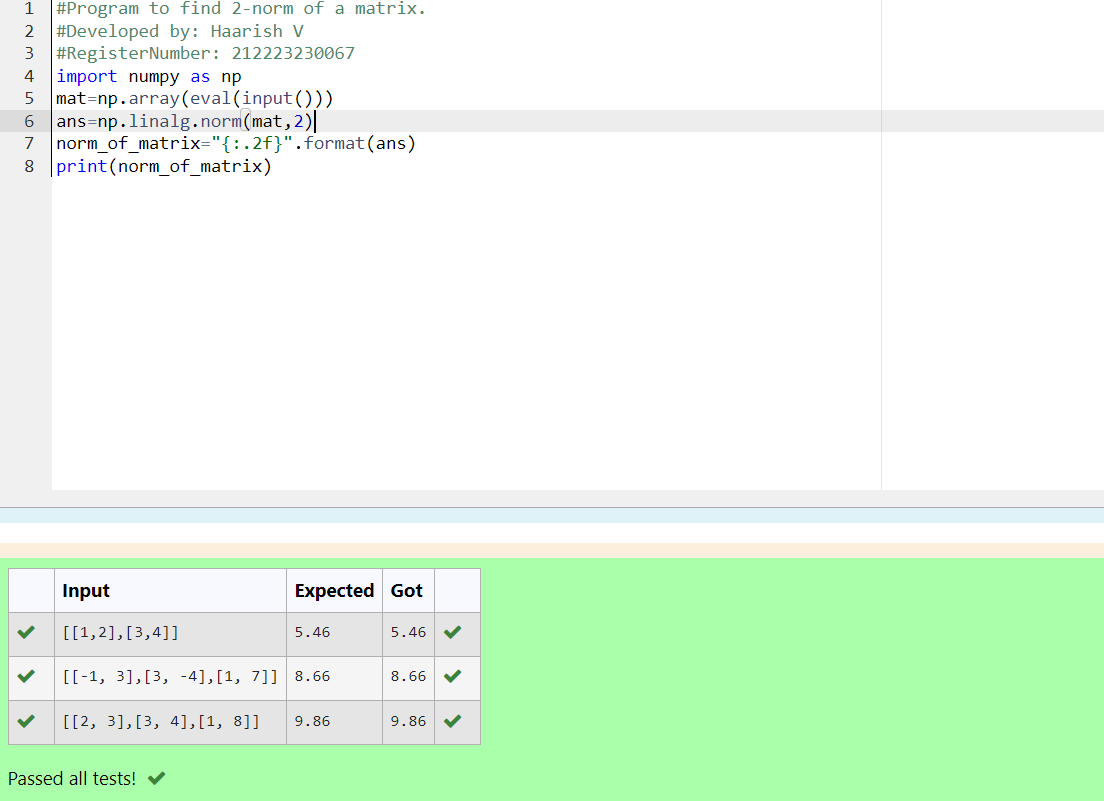 1 #Program to find 2-norm of a matrix.
2 #Developed by: Haarish V
3 #RegisterNumber: 212223230067
4 import numpy as np
5 mat=np.array(eval(input()))
6 ans=np.linalg.norm(mat,2)
7 norm_of_matrix="{:.2f}".format(ans)
8 print(norm_of_matrix)
Input Expected Got
[[1,2],[3,4]] 5.46 5.46
[[-1, 3],[3, -4],[1, 7]] 8.66 8.66
[[2, 3],[3, 4],[1, 8]] 9.86 9.86
Passed all tests!